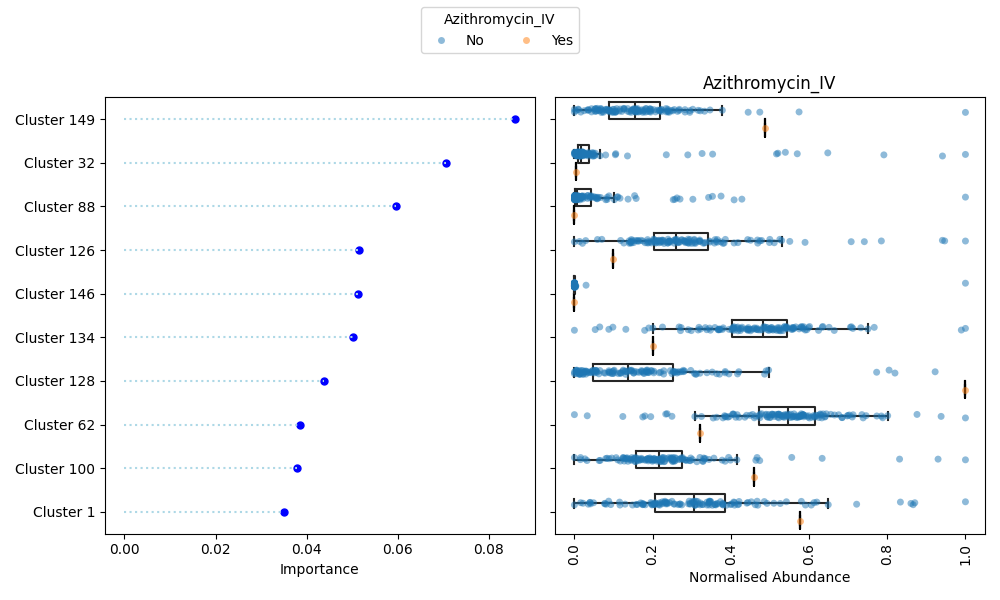 Azithromycin_IV
No Yes
Azithromycin_IV
Cluster 149
Cluster 32
Cluster 88
Cluster 126
Cluster 146
Cluster 134
Cluster 128
Cluster 62
Cluster 100
Cluster 1
0.00 0.02 0.04 0.06 0.08
Importance
0.0 0.2 0.4 0.6 0.8 1.0
Normalised Abundance